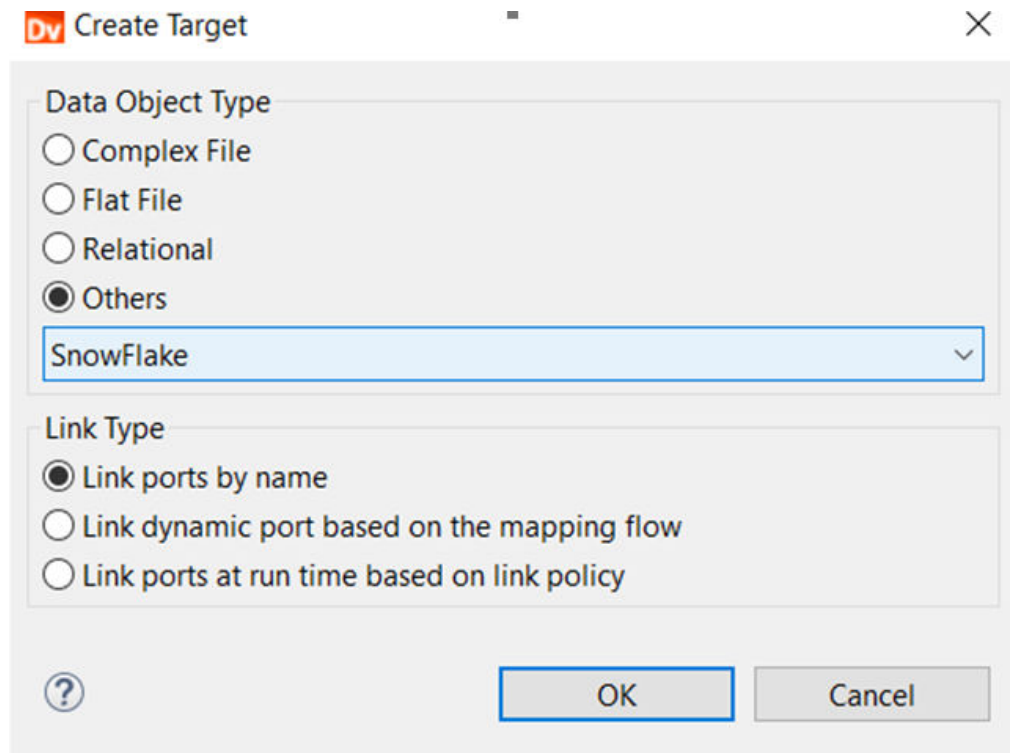 Dv Create Target
Data Object Type
Complex File
Flat File
Relational
Others
SnowFlake
Link Type
Link ports by name
Link dynamic port based on the mapping flow
Link ports at run time based on link policy
?
OK Cancel